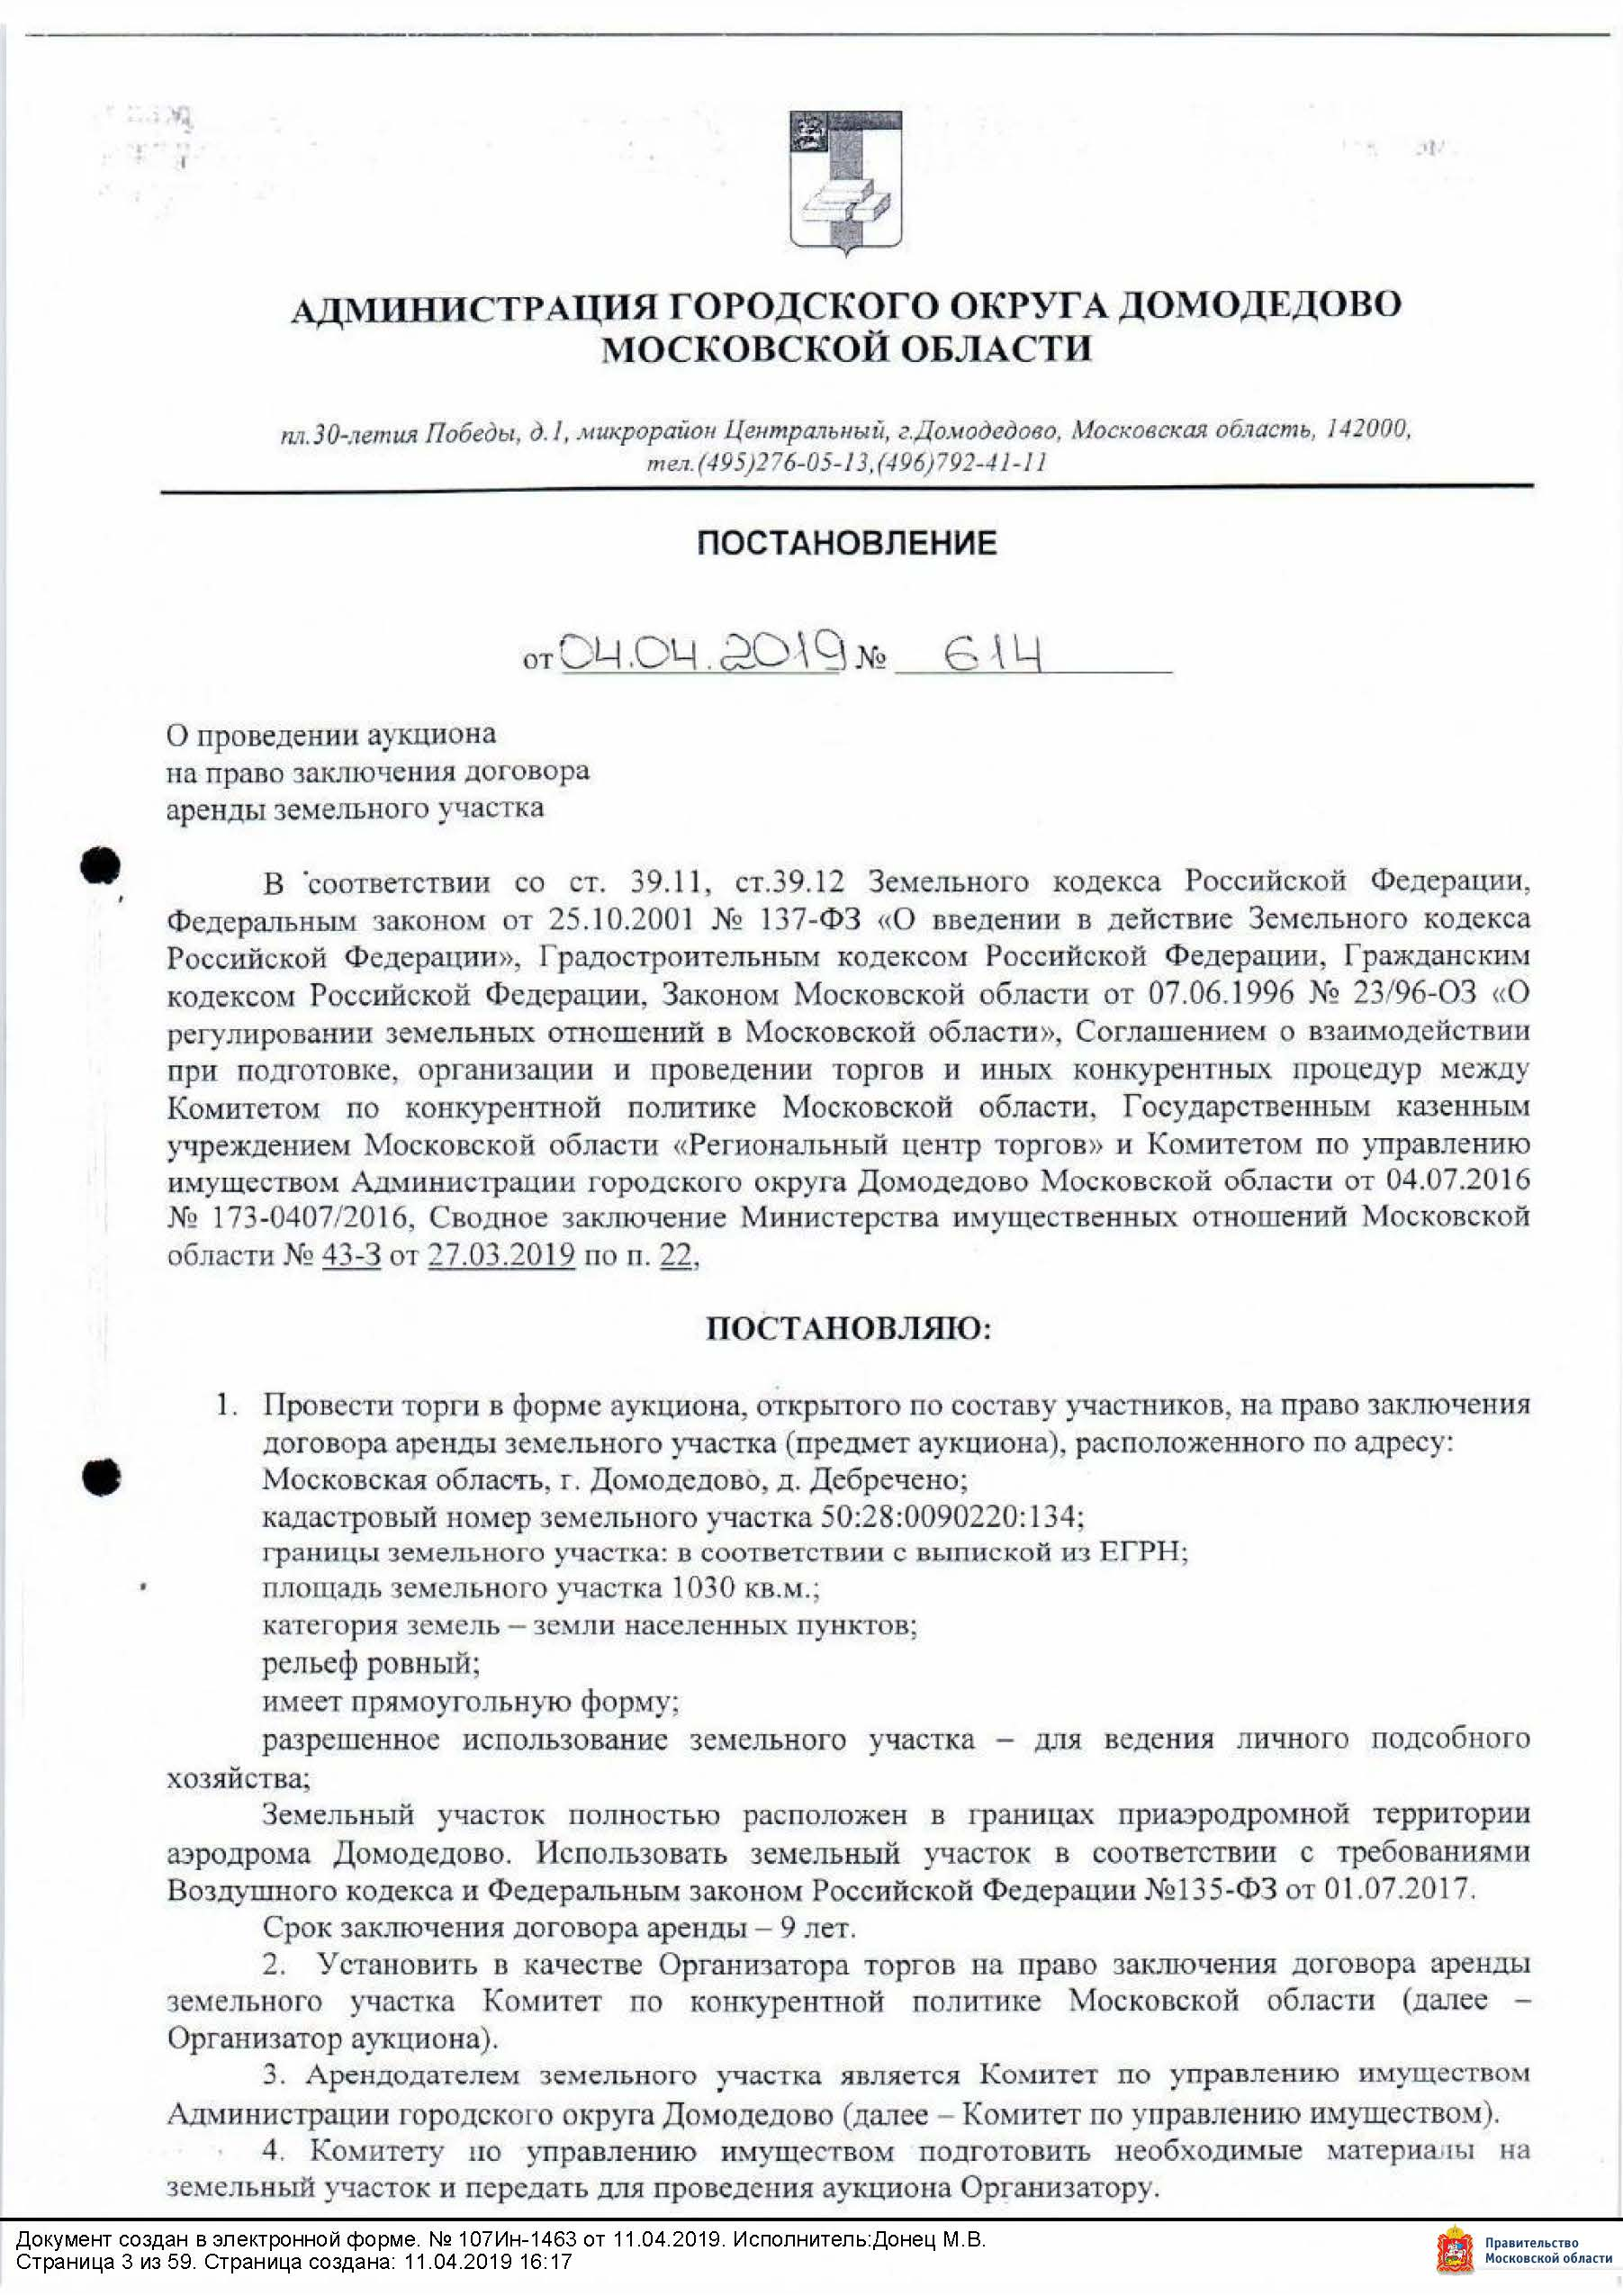 АДМИНИСТРАЦИЯ ГОРОДСКОГО ОКРУГА ДОМОДЕДОВО
МОСКОВСКОЙ ОБЛАСТИ
пл.30-летия Победы, д.1, микрорайон Центральный, г.Домодедово, Московская область, 142000,
тел.(495)276-05-13,(496)792-41-11
ПОСТАНОВЛЕНИЕ
от 04.04.2019 № 614
О проведении аукциона
на право заключения договора
аренды земельного участка
В соответствии со ст. 39.11, ст.39.12 Земельного кодекса Российской Федерации,
Федеральным законом от 25.10.2001 № 137-ФЗ «О введении в действие Земельного кодекса
Российской Федерации», Градостроительным кодексом Российской Федерации, Гражданским
кодексом Российской Федерации, Законом Московской области от 07.06.1996 № 23/96-ОЗ «О
регулировании земельных отношений в Московской области», Соглашением о взаимодействии
при подготовке, организации и проведении торгов и иных конкурентных процедур между
Комитетом по конкурентной политике Московской области, Государственным казенным
учреждением Московской области «Региональный центр торгов» и Комитетом по управлению
имуществом Администрации городского округа Домодедово Московской области от 04.07.2016
№ 173-0407/2016, Сводное заключение Министерства имущественных отношений Московской
области № 43-З от 27.03.2019 по п. 22,
ПОСТАНОВЛЯЮ:
1. Провести торги в форме аукциона, открытого по составу участников, на право заключения
договора аренды земельного участка (предмет аукциона), расположенного по адресу:
Московская область, г. Домодедово, д. Дебречено;
кадастровый номер земельного участка 50:28:0090220:134;
границы земельного участка: в соответствии с выпиской из ЕГРН;
площадь земельного участка 1030 кв.м.;
категория земель – земли населенных пунктов;
рельеф ровный;
имеет прямоугольную форму;
разрешенное использование земельного участка – для ведения личного подсобного
хозяйства;
Земельный участок полностью расположен в границах приаэродромной территории
аэродрома Домодедово. Использовать земельный участок в соответствии с требованиями
Воздушного кодекса и Федеральным законом Российской Федерации №135-ФЗ от 01.07.2017.
Срок заключения договора аренды – 9 лет.
2. Установить в качестве Организатора торгов на право заключения договора аренды
земельного участка Комитет по конкурентной политике Московской области (далее –
Организатор аукциона).
3. Арендодателем земельного участка является Комитет по управлению имуществом
Администрации городского округа Домодедово (далее – Комитет по управлению имуществом).
4. Комитету по управлению имуществом подготовить необходимые материалы на
земельный участок и передать для проведения аукциона Организатору.
Документ создан в электронной форме. № 107Ин-1463 от 11.04.2019. Исполнитель:Донец М.В.
Страница 3 из 59. Страница создана: 11.04.2019 16:17
Правительство
Московской области